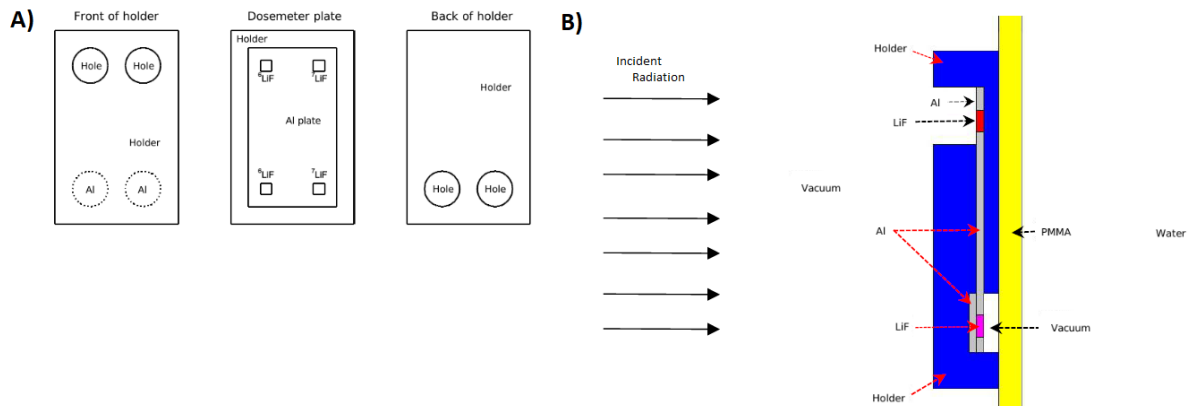 A)
Front of holder
Hole Hole
Holder
Al Al
Dosemeter plate
Holder
⁶LiF ⁷LiF
Al plate
⁶LiF ⁷LiF
Back of holder
Holder
Hole Hole
B)
Incident
Radiation
Holder
Al
LiF
Vacuum
Al
PMMA
Water
LiF
Vacuum
Holder